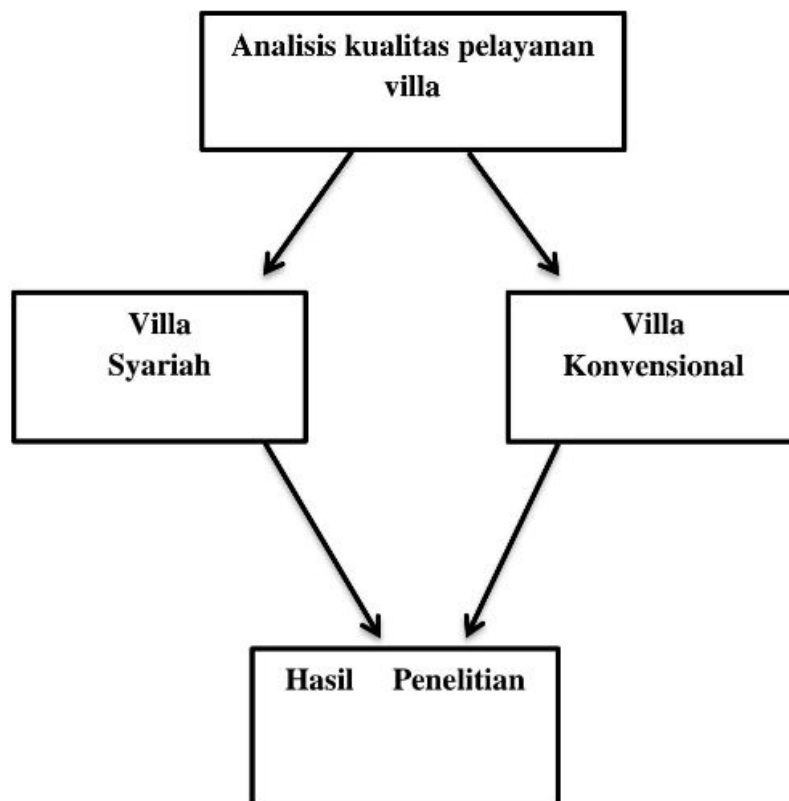 Analisis kualitas pelayanan
villa
Villa
Syariah
Villa
Konvensional
Hasil Penelitian